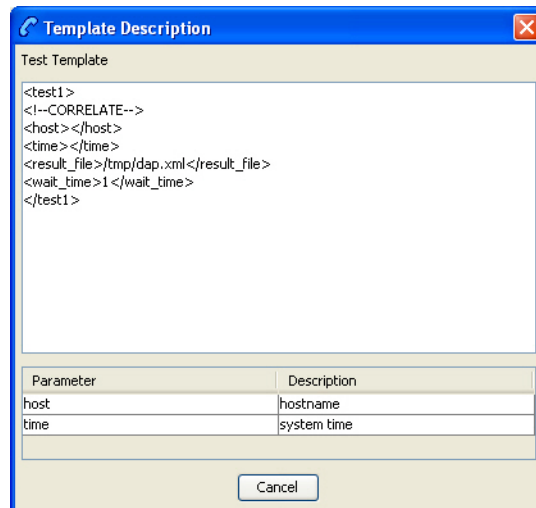 Template Description
Test Template
<test1>
<!--CORRELATE-->
<host></host>
<time></time>
<result_file>/tmp/dap.xml</result_file>
<wait_time>1</wait_time>
</test1>
Parameter Description
host hostname
time system time
Cancel